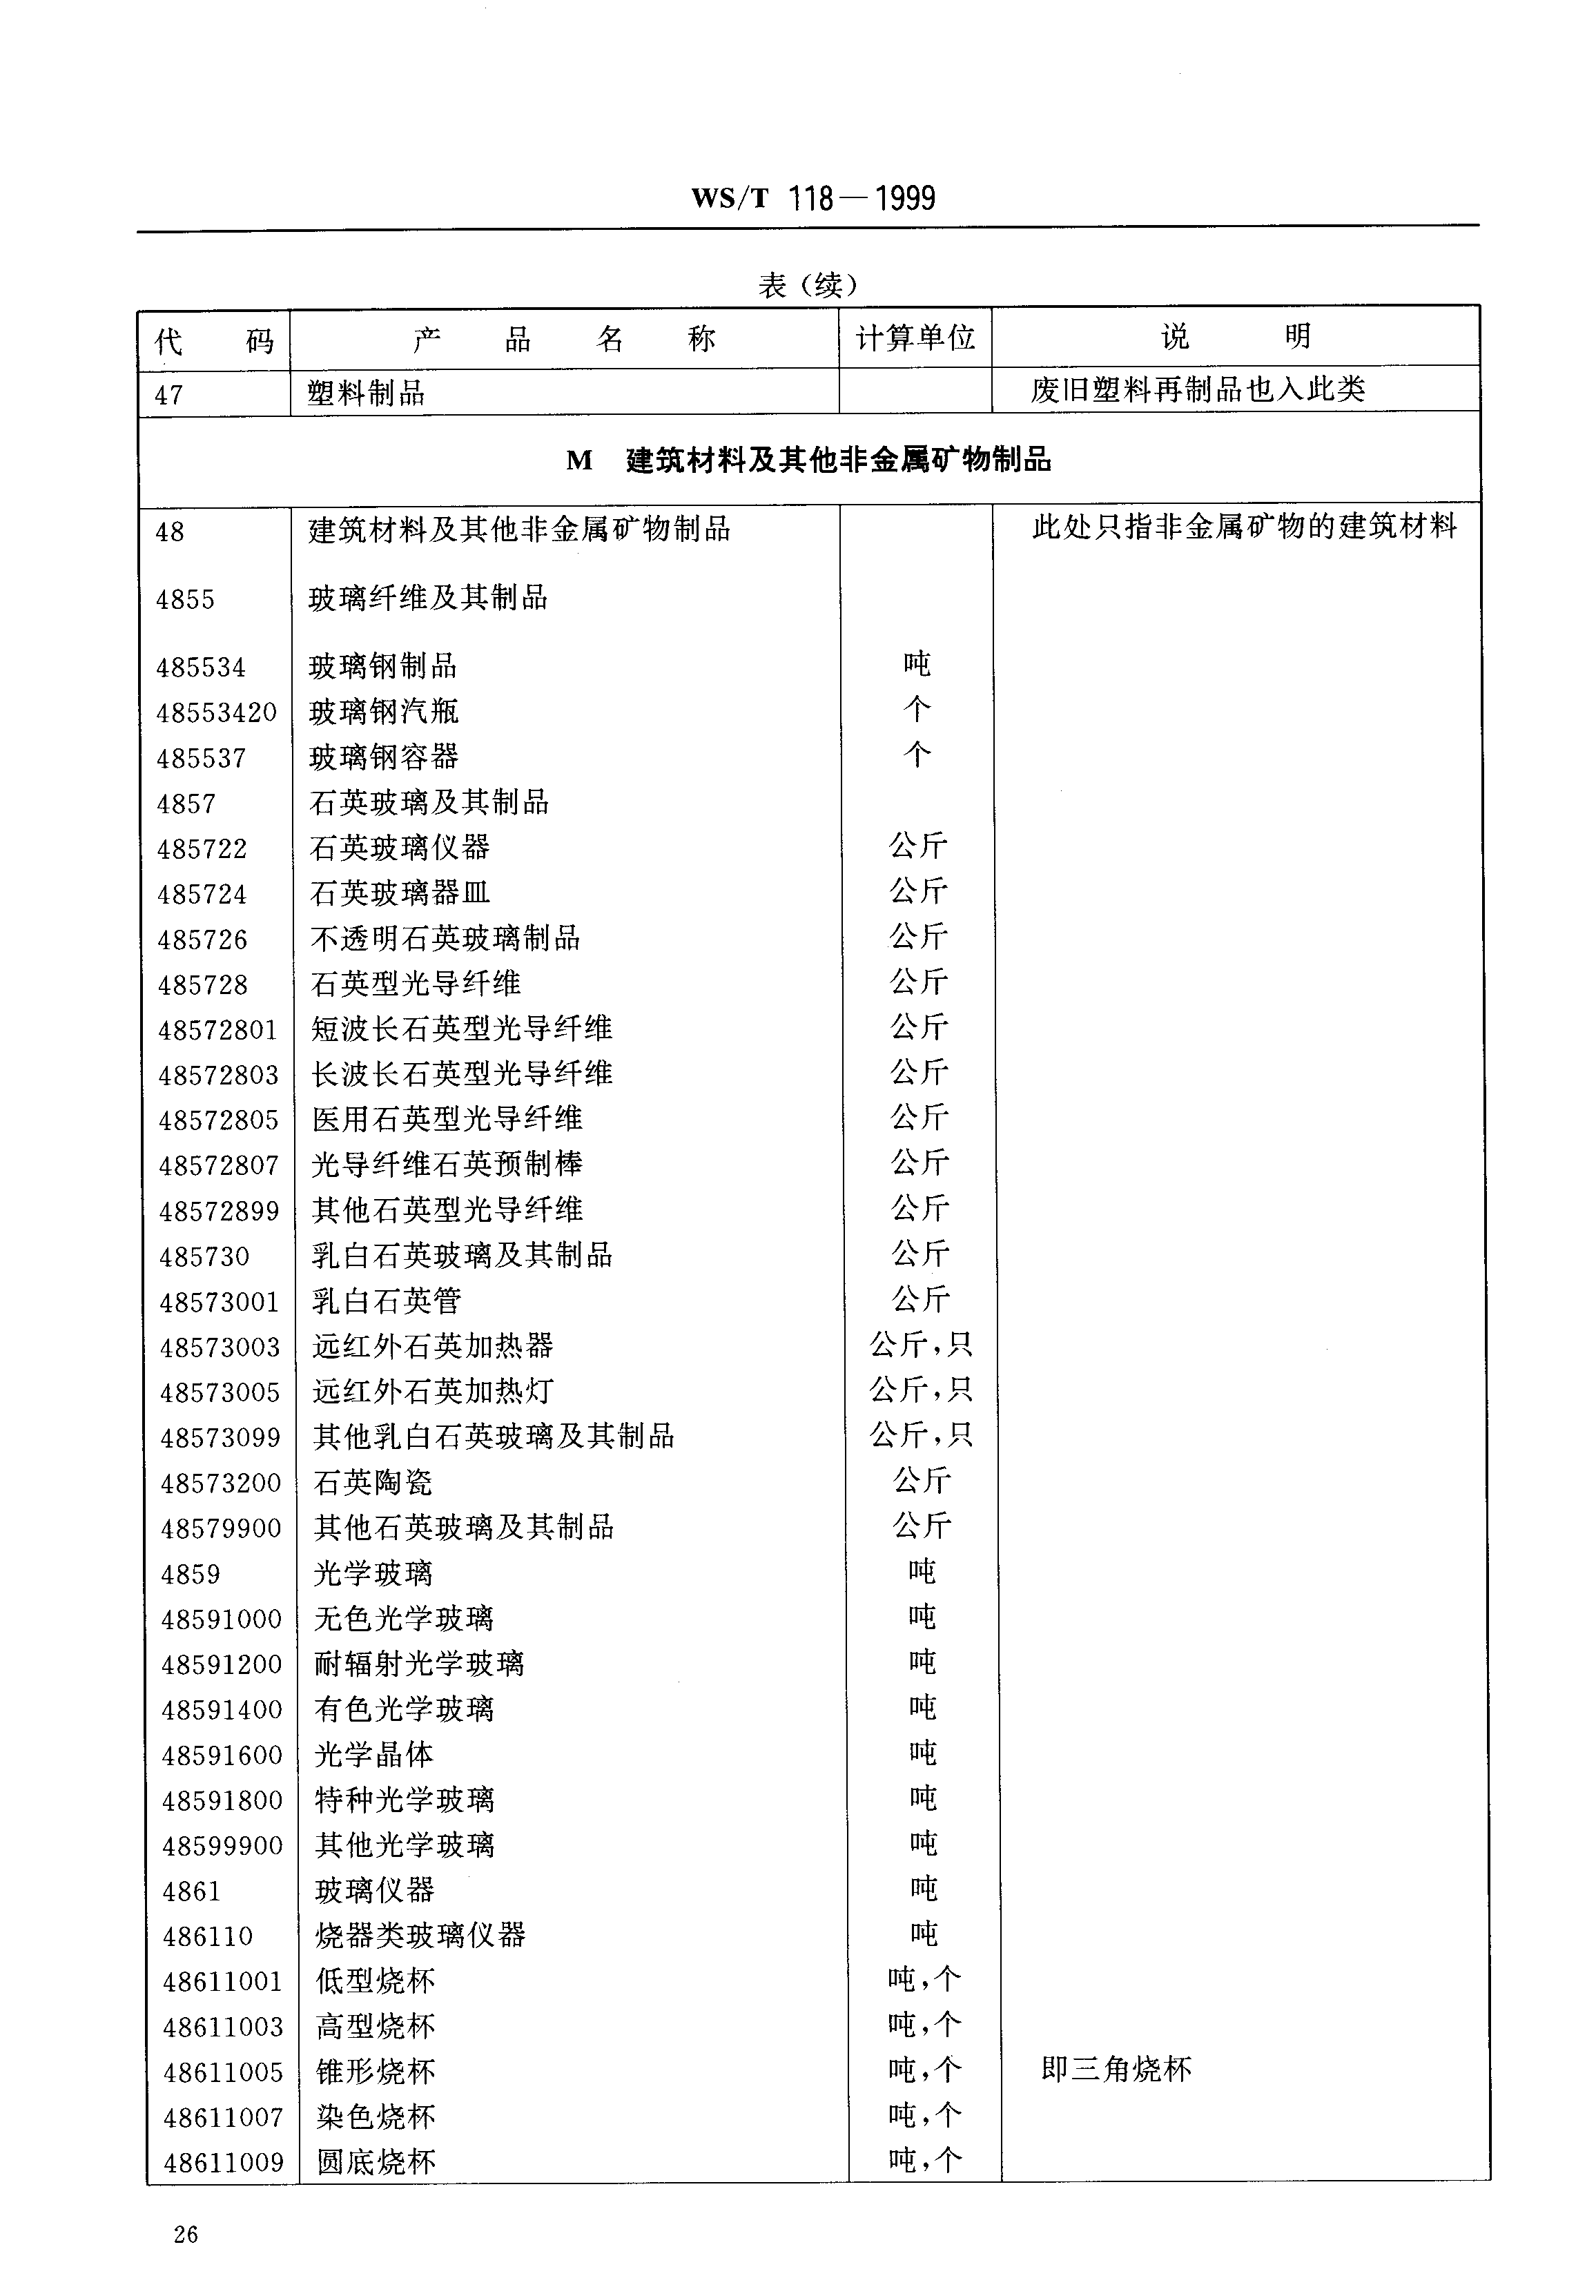 WS/T 118—1999
表（续）
代 码 产 品 名 称 计算单位 说 明
47 塑料制品 废旧塑料再制品也入此类
M 建筑材料及其他非金属矿物制品
48 建筑材料及其他非金属矿物制品 此处只指非金属矿物的建筑材料
4855 玻璃纤维及其制品
485534 玻璃钢制品 吨
48553420 玻璃钢汽瓶 个
485537 玻璃钢容器 个
4857 石英玻璃及其制品
485722 石英玻璃仪器 公斤
485724 石英玻璃器皿 公斤
485726 不透明石英玻璃制品 公斤
485728 石英型光导纤维 公斤
48572801 短波长石英型光导纤维 公斤
48572803 长波长石英型光导纤维 公斤
48572805 医用石英型光导纤维 公斤
48572807 光导纤维石英预制棒 公斤
48572899 其他石英型光导纤维 公斤
485730 乳白石英玻璃及其制品 公斤
48573001 乳白石英管 公斤
48573003 远红外石英加热器 公斤,只
48573005 远红外石英加热灯 公斤,只
48573099 其他乳白石英玻璃及其制品 公斤,只
48573200 石英陶瓷 公斤
48579900 其他石英玻璃及其制品 公斤
4859 光学玻璃 吨
48591000 无色光学玻璃 吨
48591200 耐辐射光学玻璃 吨
48591400 有色光学玻璃 吨
48591600 光学晶体 吨
48591800 特种光学玻璃 吨
48599900 其他光学玻璃 吨
4861 玻璃仪器 吨
486110 烧器类玻璃仪器 吨
48611001 低型烧杯 吨,个
48611003 高型烧杯 吨,个
48611005 锥形烧杯 吨,个 即三角烧杯
48611007 染色烧杯 吨,个
48611009 圆底烧杯 吨,个
26